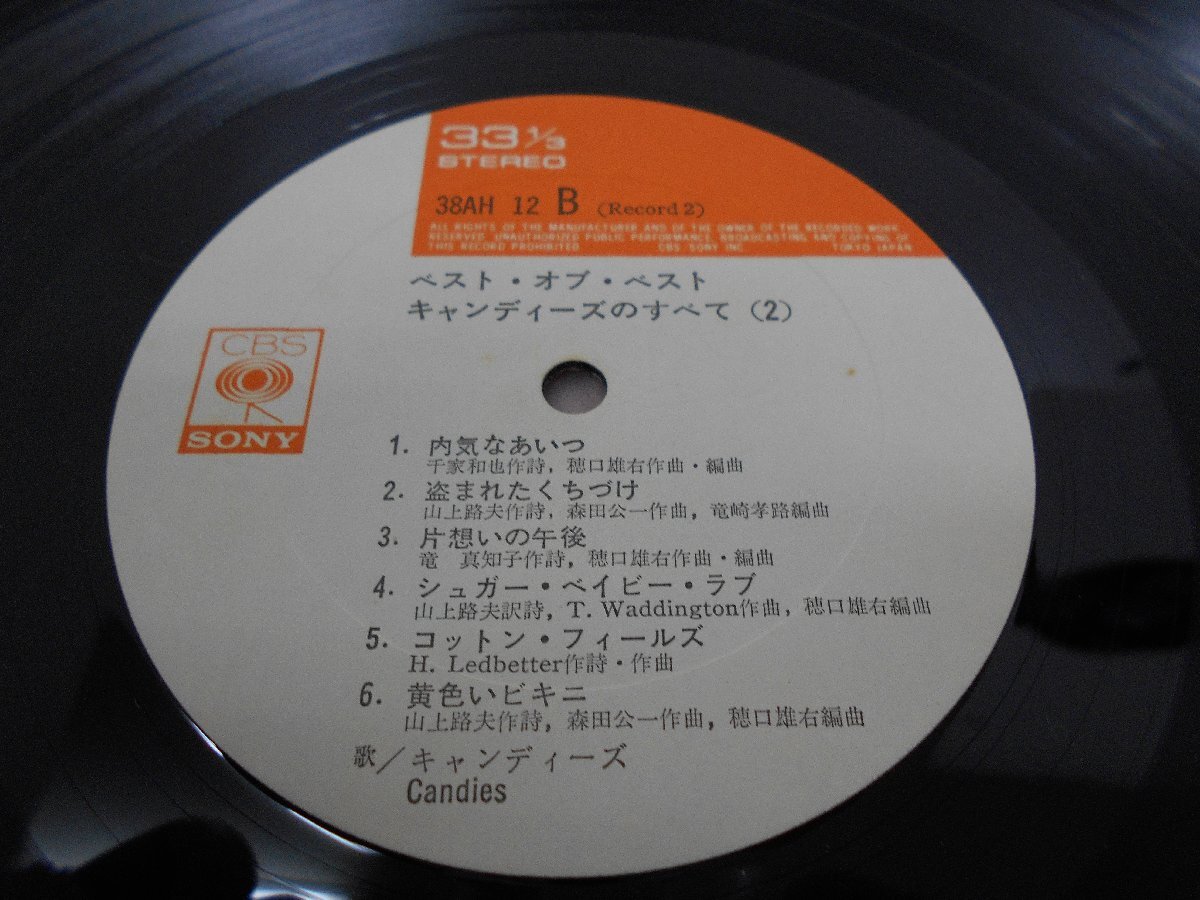 33 1/3
STEREO
38AH 12 B (Record 2)
ALL RIGHTS OF THE MANUFACTURER AND OF THE OWNER OF THE RECORDED WORK
RESERVED. UNAUTHORIZED PUBLIC PERFORMANCE BROADCASTING AND COPYING OF
THIS RECORD PROHIBITED CBS SONY INC TOKYO JAPAN
ベスト・オブ・ベスト
キャンディーズのすべて (2)
CBS
SONY
1. 内気なあいつ
千家和也作詩，穂口雄右作曲・編曲
2. 盗まれたくちづけ
山上路夫作詩，森田公一作曲，竜崎孝路編曲
3. 片想いの午後
竜 真知子作詩，穂口雄右作曲・編曲
4. シュガー・ベイビー・ラブ
山上路夫訳詩，T. Waddington作曲，穂口雄右編曲
5. コットン・フィールズ
H. Ledbetter作詩・作曲
6. 黄色いビキニ
山上路夫作詩，森田公一作曲，穂口雄右編曲
歌/キャンディーズ
Candies